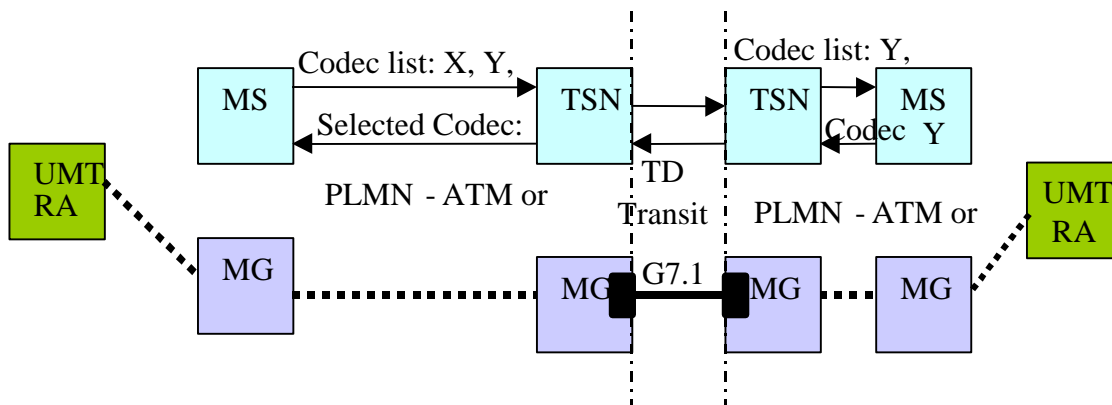 Codec list: X, Y,
Codec list: Y,
MS
TSN
TSN
MS
Y
Selected Codec:
Codec
UMT
RA
TD
Transit
PLMN - ATM or
PLMN - ATM or
UMT
RA
MG
MG
G7.1
MG
MG